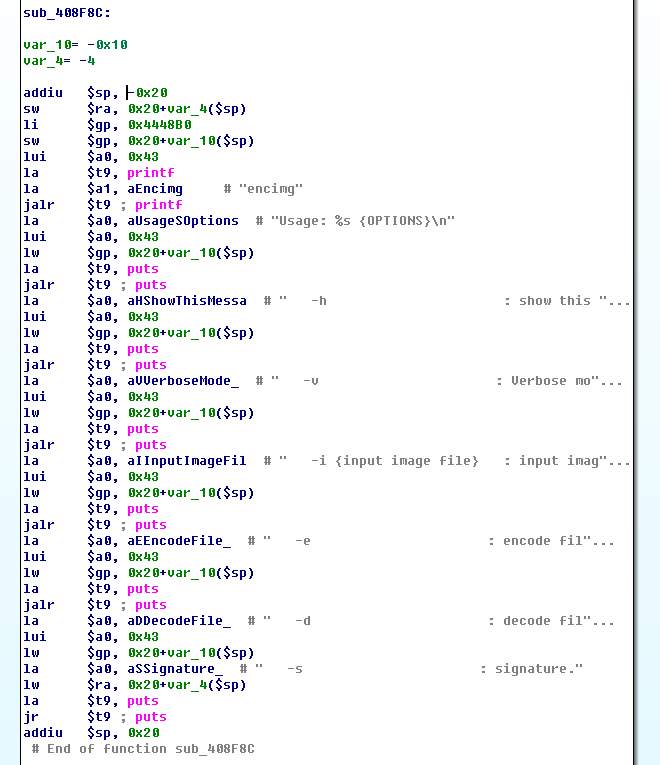 sub_408F8C:
var_10= -0x10
var_4= -4
addiu $sp, -0x20
sw $ra, 0x20+var_4($sp)
li $gp, 0x4448B0
sw $gp, 0x20+var_10($sp)
lui $a0, 0x43
la $t9, printf
la $a1, aEncimg # "encimg"
jalr $t9 ; printf
la $a0, aUsageSOptions # "Usage: %s {OPTIONS}\n"
lui $a0, 0x43
lw $gp, 0x20+var_10($sp)
la $t9, puts
jalr $t9 ; puts
la $a0, aHShowThisMessa # " -h : show this "...
lui $a0, 0x43
lw $gp, 0x20+var_10($sp)
la $t9, puts
jalr $t9 ; puts
la $a0, aVVerboseMode_ # " -v : Verbose mo"...
lui $a0, 0x43
lw $gp, 0x20+var_10($sp)
la $t9, puts
jalr $t9 ; puts
la $a0, aIInputImageFil # " -i {input image file} : input imag"...
lui $a0, 0x43
lw $gp, 0x20+var_10($sp)
la $t9, puts
jalr $t9 ; puts
la $a0, aEEncodeFile_ # " -e : encode fil"...
lui $a0, 0x43
lw $gp, 0x20+var_10($sp)
la $t9, puts
jalr $t9 ; puts
la $a0, aDDecodeFile_ # " -d : decode fil"...
lui $a0, 0x43
lw $gp, 0x20+var_10($sp)
la $a0, aSSignature_ # " -s : signature."
lw $ra, 0x20+var_4($sp)
la $t9, puts
jr $t9 ; puts
addiu $sp, 0x20
# End of function sub_408F8C